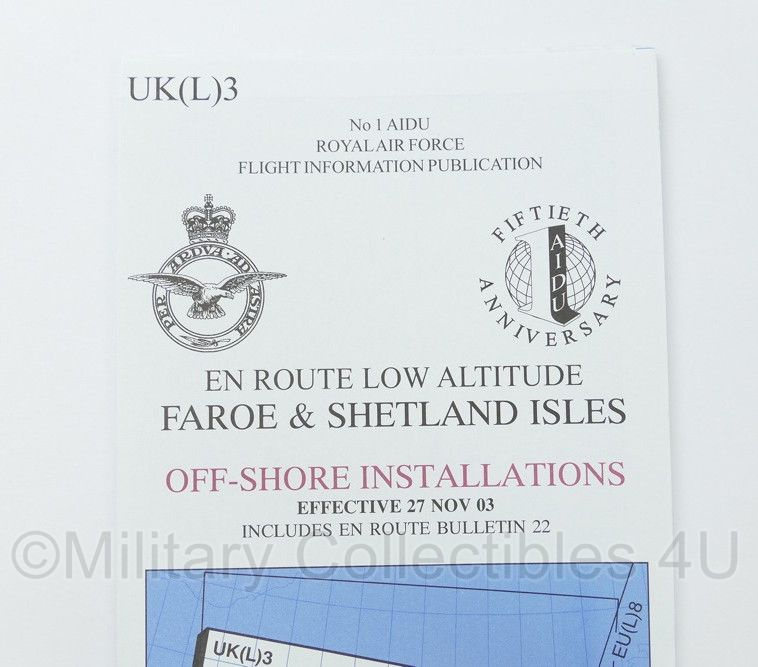 UK(L)3
No 1 AIDU
ROYAL AIR FORCE
FLIGHT INFORMATION PUBLICATION
PER ARDVA AD ASTRA
FIFTIETH
AIDU
ANNIVERSARY
EN ROUTE LOW ALTITUDE
FAROE & SHETLAND ISLES
OFF-SHORE INSTALLATIONS
EFFECTIVE 27 NOV 03
INCLUDES EN ROUTE BULLETIN 22
©Military Collectibles 4U
UK(L)3
EU(L)8